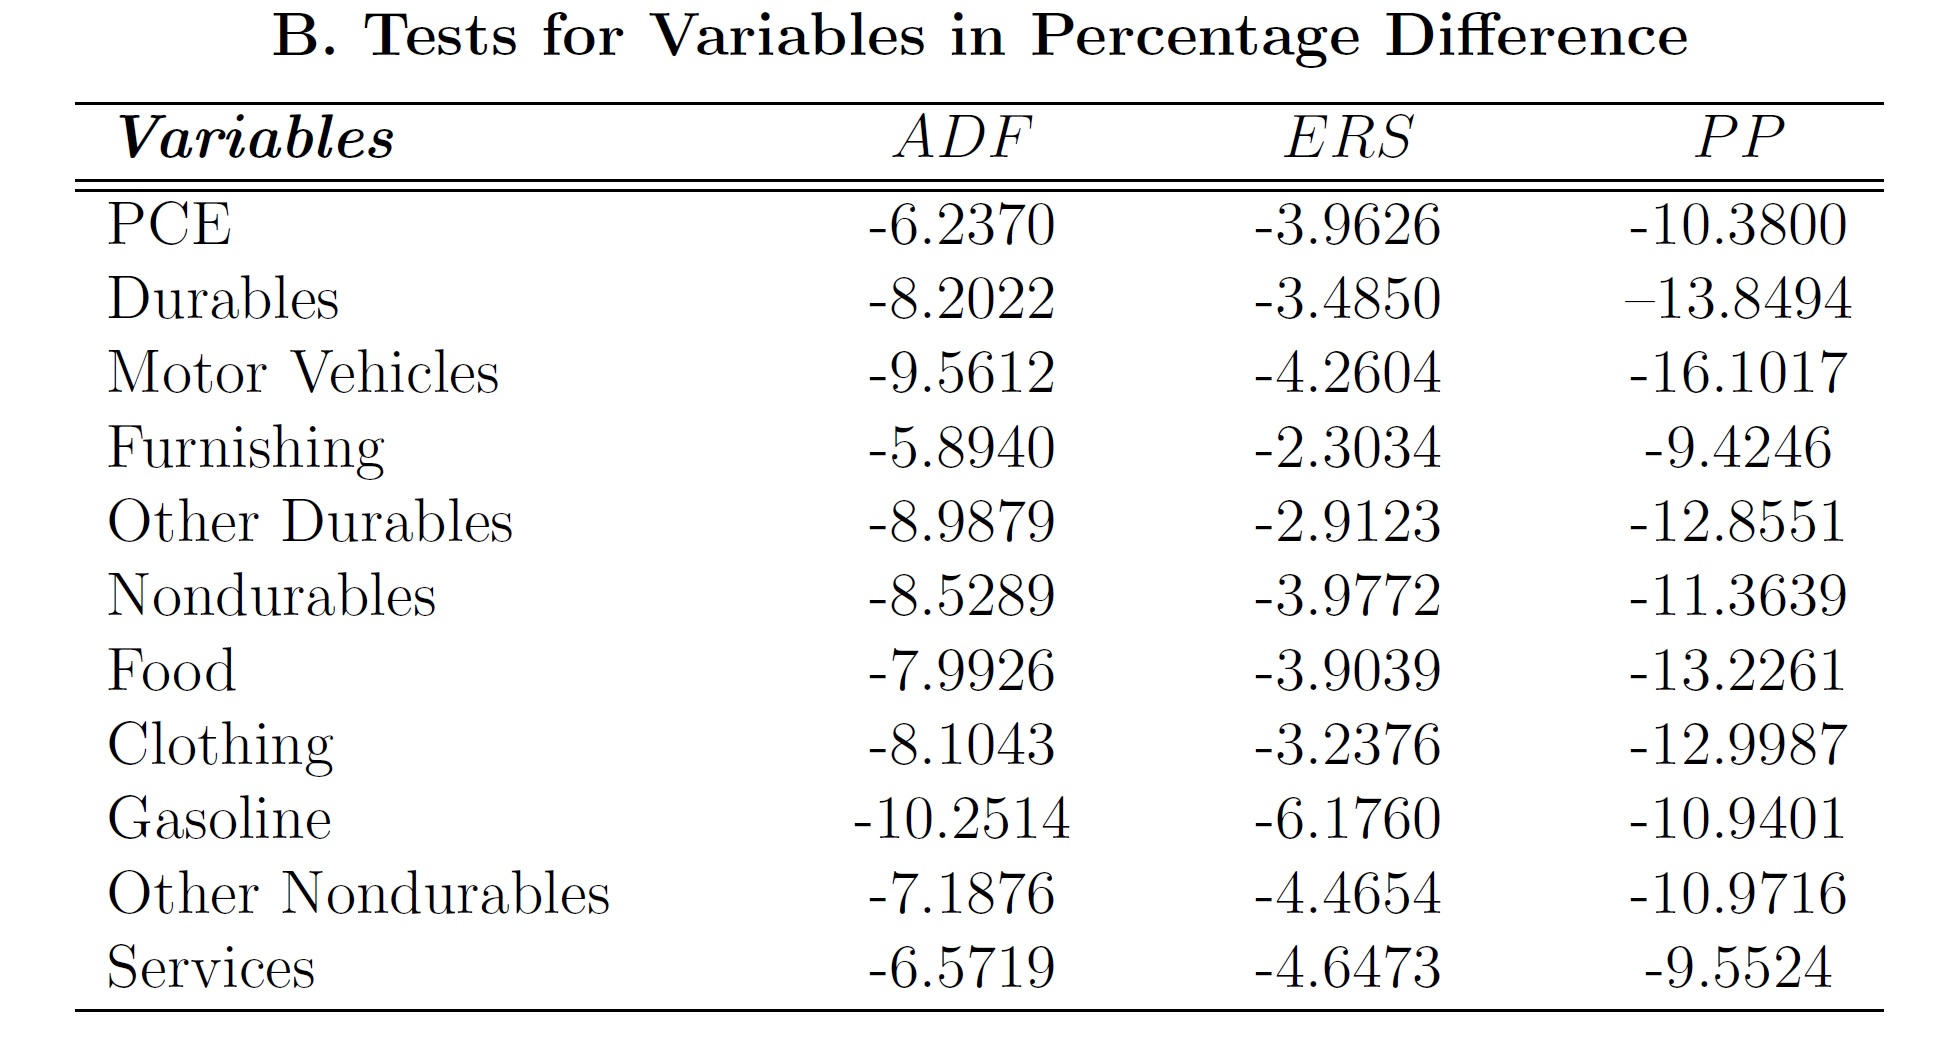 B. Tests for Variables in Percentage Difference
Variables ADF ERS PP
PCE -6.2370 -3.9626 -10.3800
Durables -8.2022 -3.4850 –13.8494
Motor Vehicles -9.5612 -4.2604 -16.1017
Furnishing -5.8940 -2.3034 -9.4246
Other Durables -8.9879 -2.9123 -12.8551
Nondurables -8.5289 -3.9772 -11.3639
Food -7.9926 -3.9039 -13.2261
Clothing -8.1043 -3.2376 -12.9987
Gasoline -10.2514 -6.1760 -10.9401
Other Nondurables -7.1876 -4.4654 -10.9716
Services -6.5719 -4.6473 -9.5524